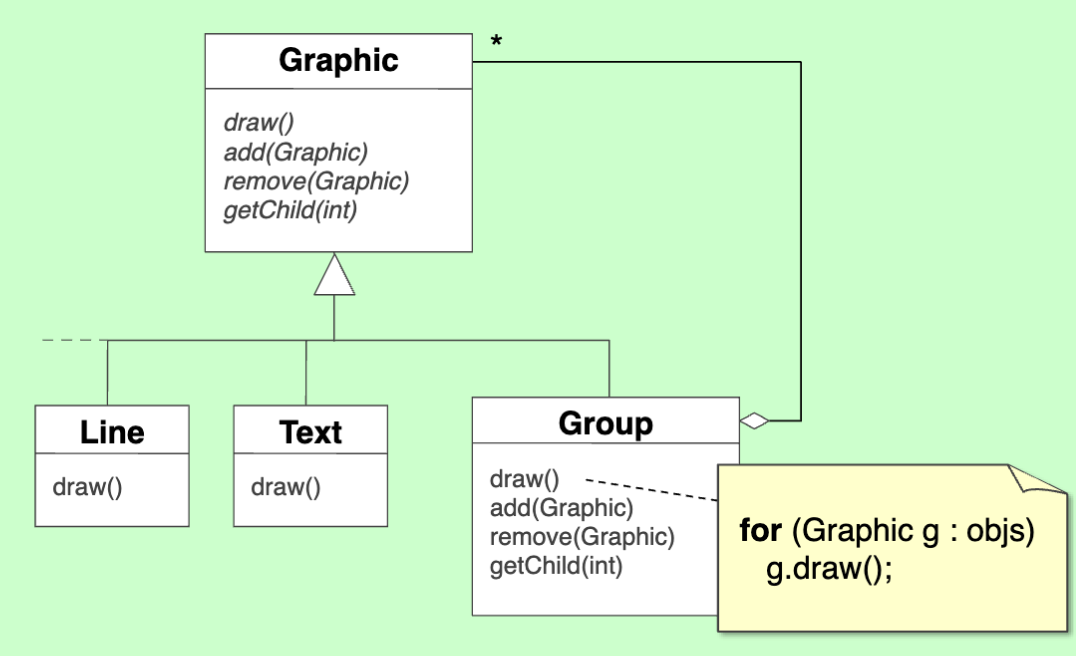 *
Graphic
draw()
add(Graphic)
remove(Graphic)
getChild(int)
Line
draw()
Text
draw()
Group
draw()
add(Graphic)
remove(Graphic)
getChild(int)
for (Graphic g : objs)
g.draw();